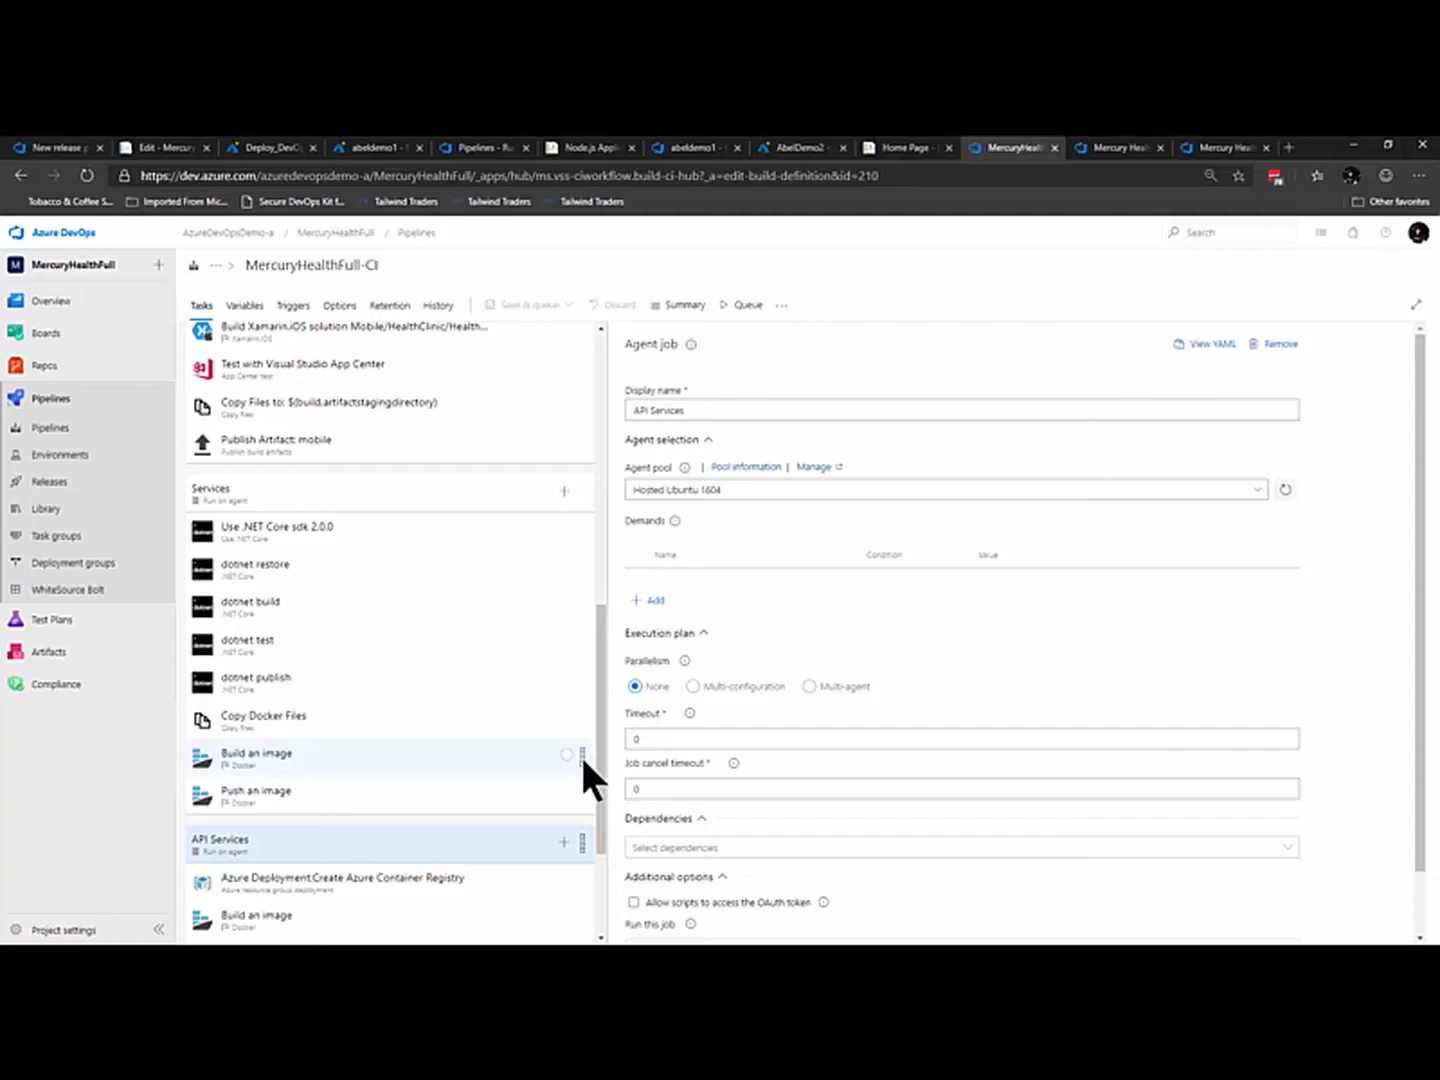 New release p
Edit - Mercury
Deploy_DevO
abeldemo1 -
Pipelines - Ru
Node.js Appl
abeldemo1 -
AbelDemo2 -
Home Page -
MercuryHealt
Mercury Heal
Mercury Heal
https://dev.azure.com/azuredevopsdemo-a/MercuryHealthFull/_apps/hub/ms.vss-ciworkflow.build-ci-hub?_a=edit-build-definition&id=210
Tobacco & Coffee S...
Imported From Mic...
Secure DevOps Kit f...
Tailwind Traders
Tailwind Traders
Tailwind Traders
Other favorites
Azure DevOps
AzureDevOpsDemo-a / MercuryHealthFull / Pipelines
Search
M MercuryHealthFull
MercuryHealthFull-CI
Overview
Boards
Repos
Pipelines
Pipelines
Environments
Releases
Library
Task groups
Deployment groups
WhiteSource Bolt
Test Plans
Artifacts
Compliance
Project settings
Tasks Variables Triggers Options Retention History
Save & queue Discard Summary Queue ...
Build Xamarin.iOS solution Mobile/HealthClinic/Health...
Xamarin.iOS
Test with Visual Studio App Center
App Center test
Copy Files to: $(build.artifactstagingdirectory)
Copy files
Publish Artifact: mobile
Publish build artifacts
Services
Run on agent
Use .NET Core sdk 2.0.0
Use .NET Core
dotnet restore
.NET Core
dotnet build
.NET Core
dotnet test
.NET Core
dotnet publish
.NET Core
Copy Docker Files
Copy files
Build an image
Docker
Push an image
Docker
API Services
Run on agent
Azure Deployment:Create Azure Container Registry
Azure resource group deployment
Build an image
Docker
Agent job
View YAML
Remove
Display name *
API Services
Agent selection
Agent pool | Pool information | Manage
Hosted Ubuntu 1604
Demands
Name Condition Value
+ Add
Execution plan
Parallelism
None Multi-configuration Multi-agent
Timeout *
0
Job cancel timeout *
0
Dependencies
Select dependencies
Additional options
Allow scripts to access the OAuth token
Run this job